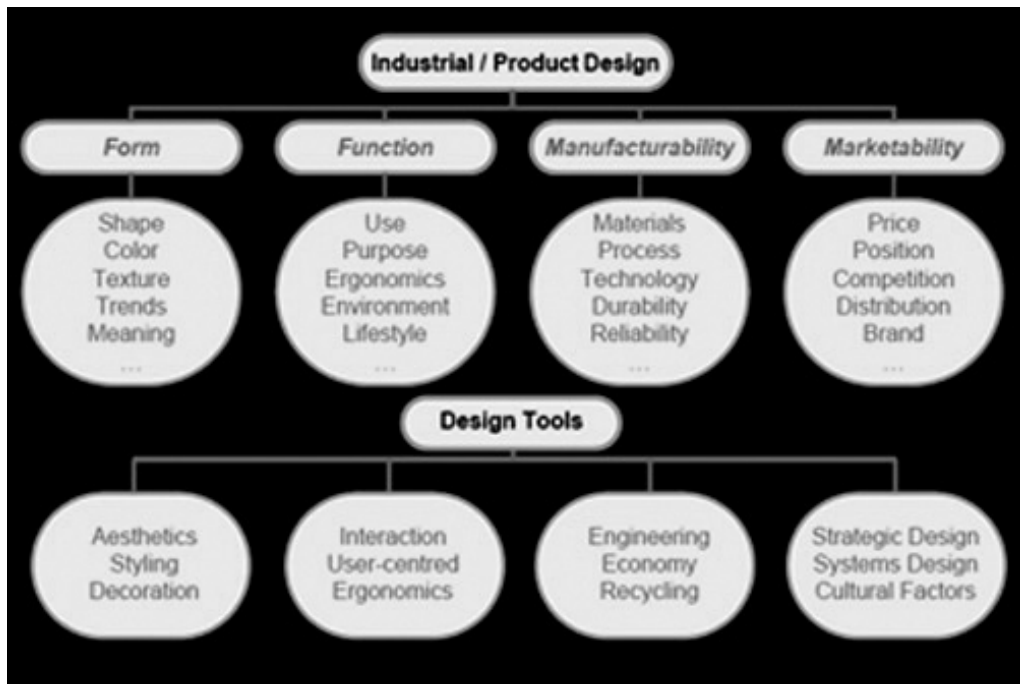 Industrial / Product Design
Form
Function
Manufacturability
Marketability
Shape
Color
Texture
Trends
Meaning
...
Use
Purpose
Ergonomics
Environment
Lifestyle
...
Materials
Process
Technology
Durability
Reliability
...
Price
Position
Competition
Distribution
Brand
...
Design Tools
Aesthetics
Styling
Decoration
Interaction
User-centred
Ergonomics
Engineering
Economy
Recycling
Strategic Design
Systems Design
Cultural Factors